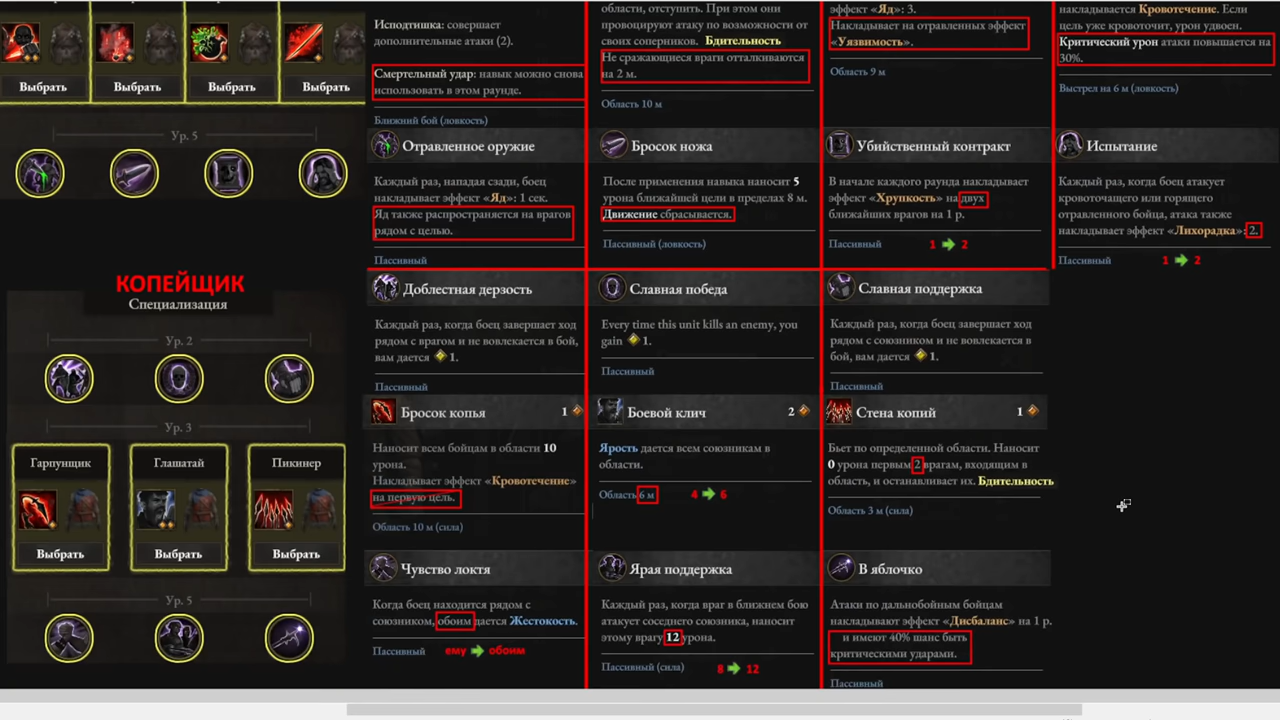 Выбрать
Выбрать
Выбрать
Выбрать
Ур. 5
Исподтишка: совершает
дополнительные атаки (2).
Смертельный удар: навык можно снова
использовать в этом раунде.
Ближний бой (ловкость)
области, отступить. При этом они
провоцируют атаку по возможности от
своих соперников. Бдительность
Не сражающиеся враги отталкиваются
на 2 м.
Область 10 м
эффект «Яд»: 3.
Накладывает на отравленных эффект
«Уязвимость».
Область 9 м
накладывается Кровотечение. Если
цель уже кровоточит, урон удвоен.
Критический урон атаки повышается на
30%.
Выстрел на 6 м (ловкость)
Отравленное оружие
Каждый раз, нападая сзади, боец
накладывает эффект «Яд»: 1 сек.
Яд также распространяется на врагов
рядом с целью.
Пассивный
Бросок ножа
После применения навыка наносит 5
урона ближайшей цели в пределах 8 м.
Движение сбрасывается.
Пассивный (ловкость)
Убийственный контракт
В начале каждого раунда накладывает
эффект «Хрупкость» на двух
ближайших врагов на 1 р.
Пассивный
1 2
Испытание
Каждый раз, когда боец атакует
кровоточащего или горящего
отравленного бойца, атака также
накладывает эффект «Лихорадка»: 2.
Пассивный
1 2
КОПЕЙЩИК
Специализация
Ур. 2
Ур. 3
Гарпунщик
Выбрать
Глашатай
Выбрать
Пикинер
Выбрать
Ур. 5
Доблестная дерзость
Каждый раз, когда боец завершает ход
рядом с врагом и не вовлекается в бой,
вам дается 1.
Пассивный
Славная победа
Every time this unit kills an enemy, you
gain 1.
Пассивный
Славная поддержка
Каждый раз, когда боец завершает ход
рядом с союзником и не вовлекается в
бой, вам дается 1.
Пассивный
Бросок копья 1
Наносит всем бойцам в области 10
урона.
Накладывает эффект «Кровотечение»
на первую цель.
Область 10 м (сила)
Боевой клич 2
Ярость дается всем союзникам в
области.
Область 6 м
4 6
Стена копий 1
Бьет по определенной области. Наносит
0 урона первым 2 врагам, входящим в
область, и останавливает их. Бдительность
Область 3 м (сила)
Чувство локтя
Когда боец находится рядом с
союзником, обоим дается Жестокость.
Пассивный
ему обоим
Ярая поддержка
Каждый раз, когда враг в ближнем бою
атакует соседнего союзника, наносит
этому врагу 12 урона.
Пассивный (сила)
8 12
В яблочко
Атаки по дальнобойным бойцам
накладывают эффект «Дисбаланс» на 1 р.
и имеют 40% шанс быть
критическими ударами.
Пассивный